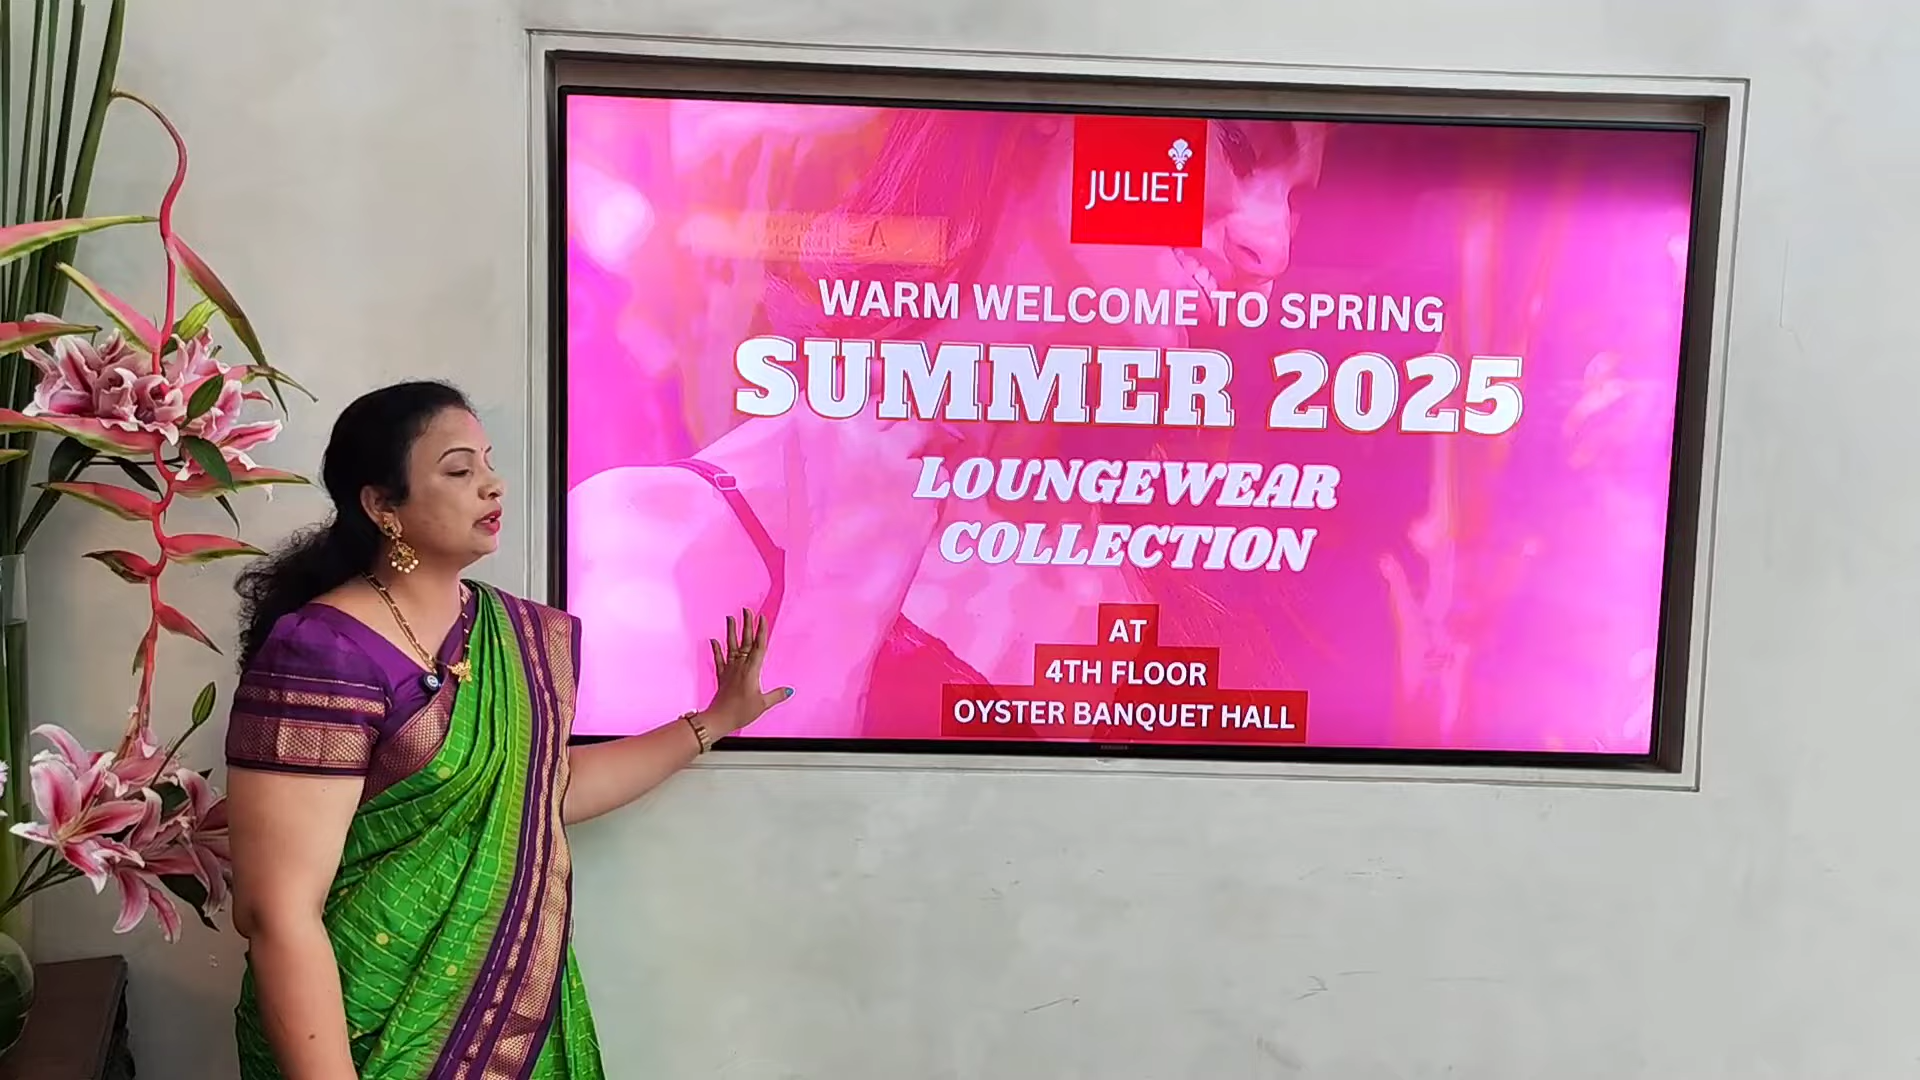 JULIET
WARM WELCOME TO SPRING
SUMMER 2025
LOUNGEWEAR
COLLECTION
AT
4TH FLOOR
OYSTER BANQUET HALL